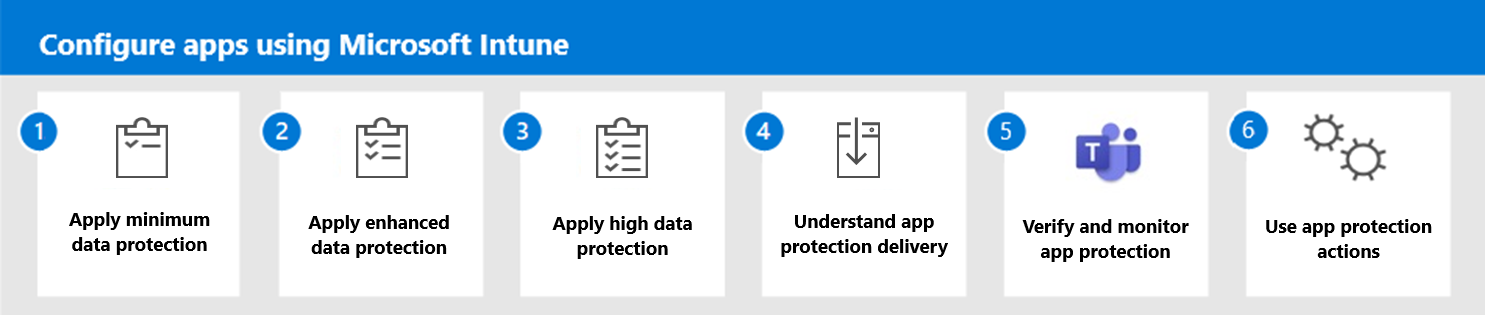 Configure apps using Microsoft Intune
1
Apply minimum
data protection
2
Apply enhanced
data protection
3
Apply high data
protection
4
Understand app
protection delivery
5
T
Verify and monitor
app protection
6
Use app protection
actions